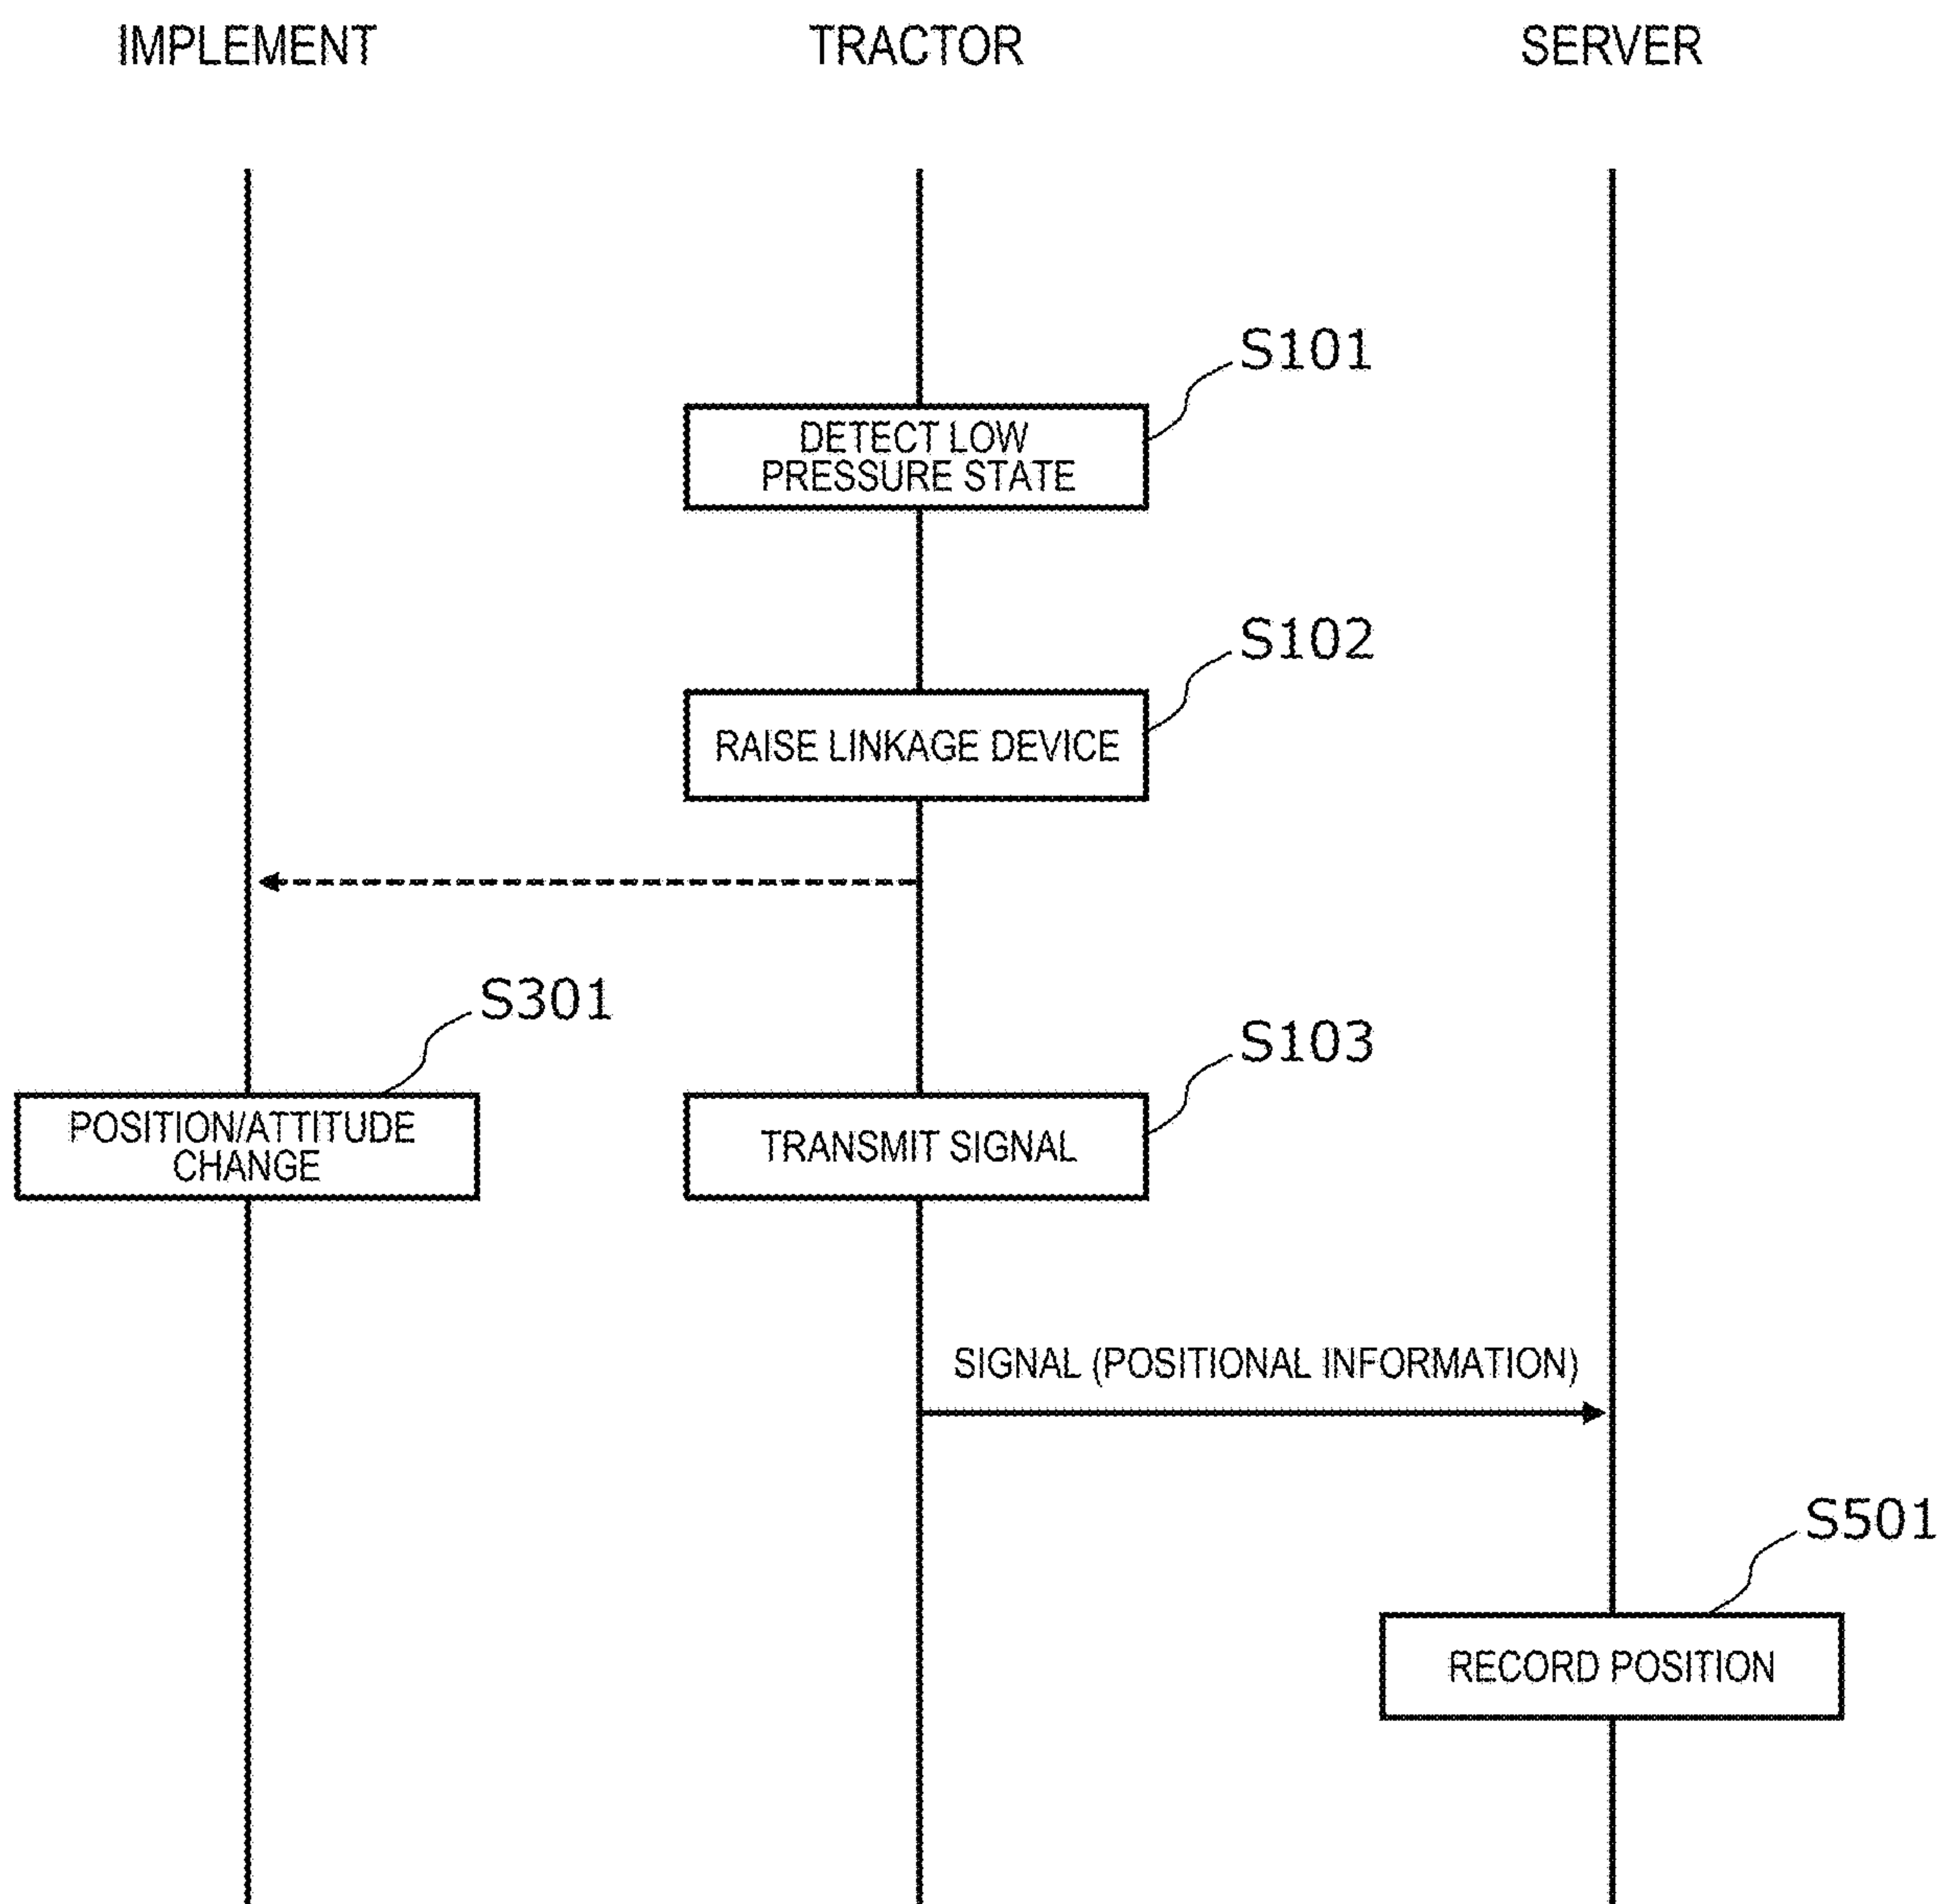 IMPLEMENT
TRACTOR
SERVER
S101
DETECT LOW
PRESSURE STATE
S102
RAISE LINKAGE DEVICE
S301
POSITION/ATTITUDE
CHANGE
S103
TRANSMIT SIGNAL
SIGNAL (POSITIONAL INFORMATION)
S501
RECORD POSITION